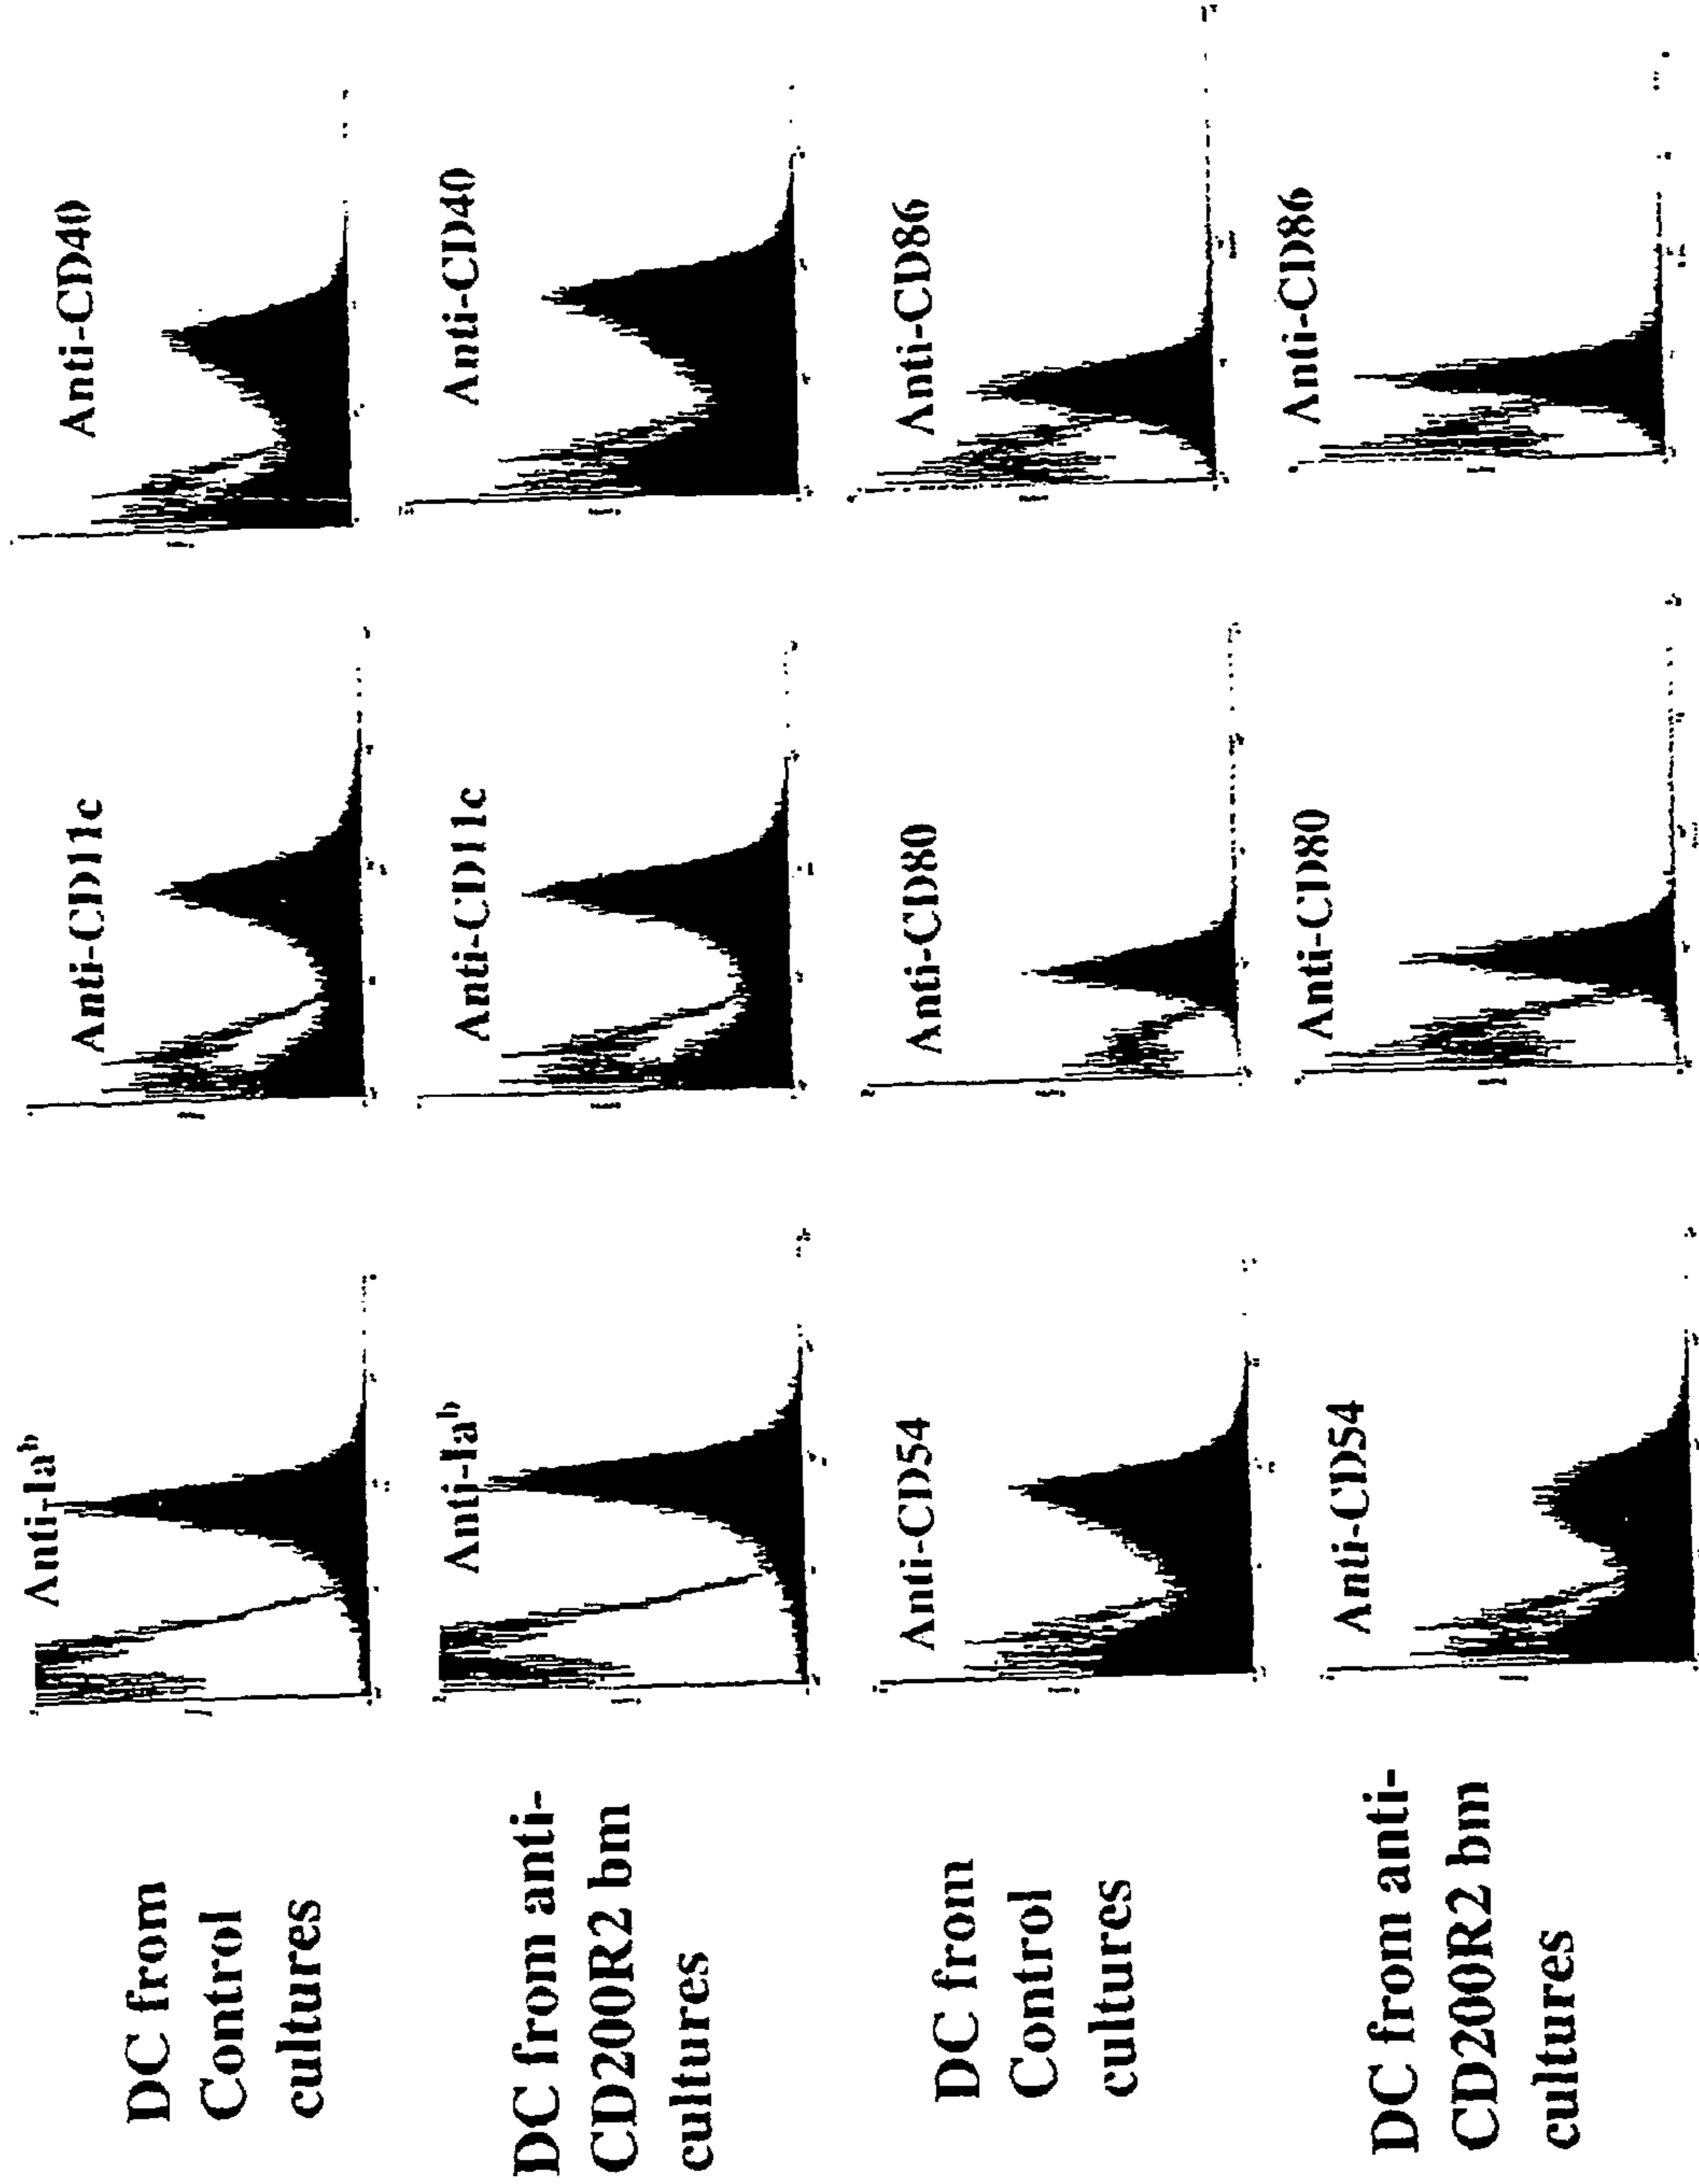 DC from
Control
cultures
Anti-Ia^b
Anti-CD11c
Anti-CD40
DC from anti-
CD200R2 bm
cultures
Anti-Ia^b
Anti-CD11c
Anti-CD40
DC from
Control
cultures
Anti-CD54
Anti-CD80
Anti-CD86
DC from anti-
CD200R2 bm
cultures
Anti-CD54
Anti-CD80
Anti-CD86